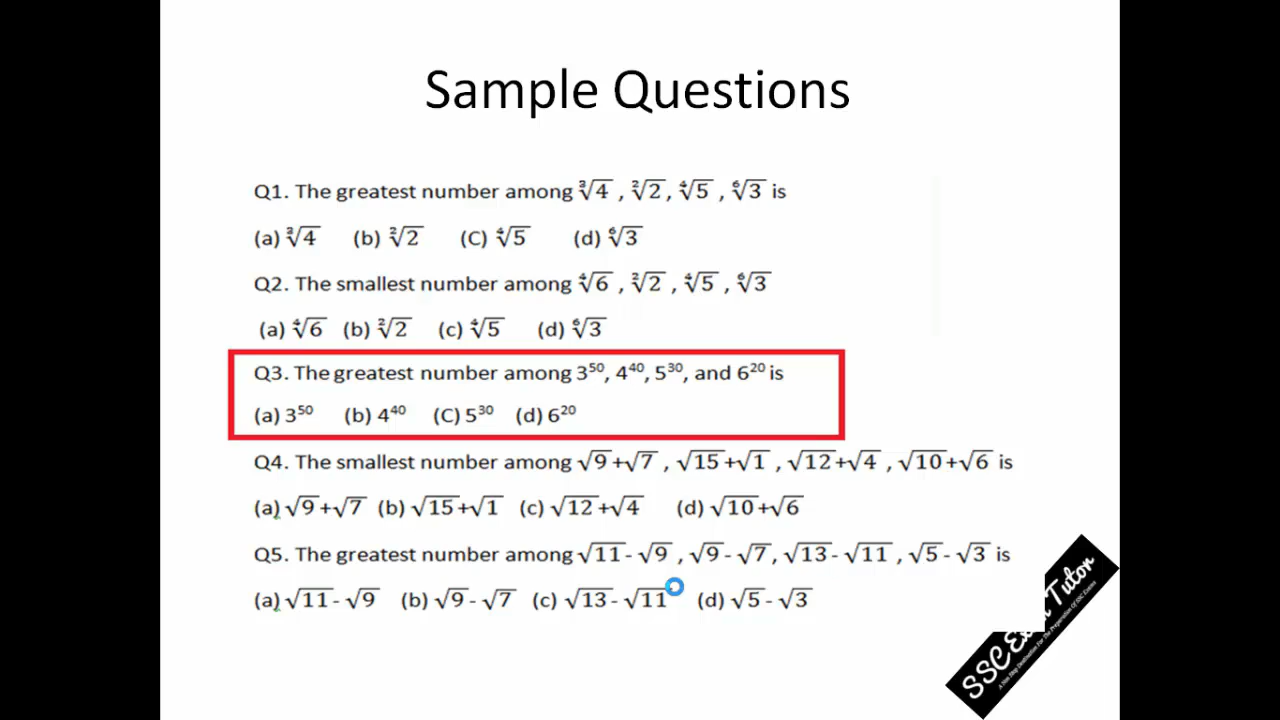 Sample Questions
Q1. The greatest number among ∛4 , ²√2, ∜5 , ⁶√3 is
(a) ∛4 (b) ²√2 (C) ∜5 (d) ⁶√3
Q2. The smallest number among ∜6 , ²√2, ∜5 , ⁶√3
(a) ∜6 (b) ²√2 (c) ∜5 (d) ⁶√3
Q3. The greatest number among 3⁵⁰, 4⁴⁰, 5³⁰, and 6²⁰ is
(a) 3⁵⁰ (b) 4⁴⁰ (C) 5³⁰ (d) 6²⁰
Q4. The smallest number among √9+√7 , √15+√1 , √12+√4 , √10+√6 is
(a) √9+√7 (b) √15+√1 (c) √12+√4 (d) √10+√6
Q5. The greatest number among √11- √9 , √9- √7, √13- √11 , √5- √3 is
(a) √11- √9 (b) √9- √7 (c) √13- √11 (d) √5- √3
SSC Tutor